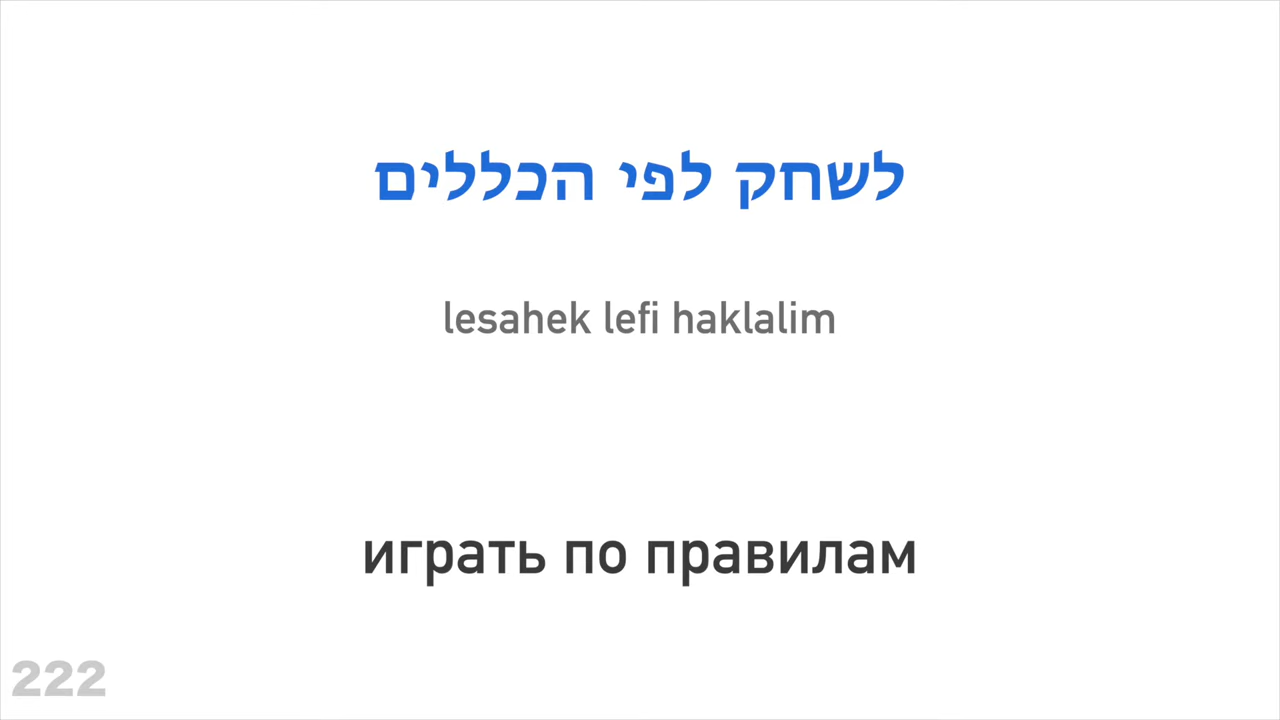 לשחק לפי הכללים
lesahek lefi haklalim
играть по правилам
222